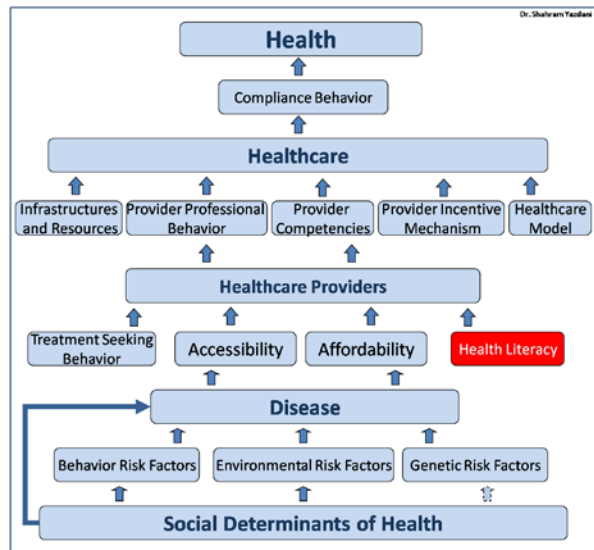 Dr. Shahram Yazdani
Health
Compliance Behavior
Healthcare
Infrastructures
and Resources
Provider Professional
Behavior
Provider
Competencies
Provider Incentive
Mechanism
Healthcare
Model
Healthcare Providers
Treatment Seeking
Behavior
Accessibility
Affordability
Health Literacy
Disease
Behavior Risk Factors
Environmental Risk Factors
Genetic Risk Factors
Social Determinants of Health